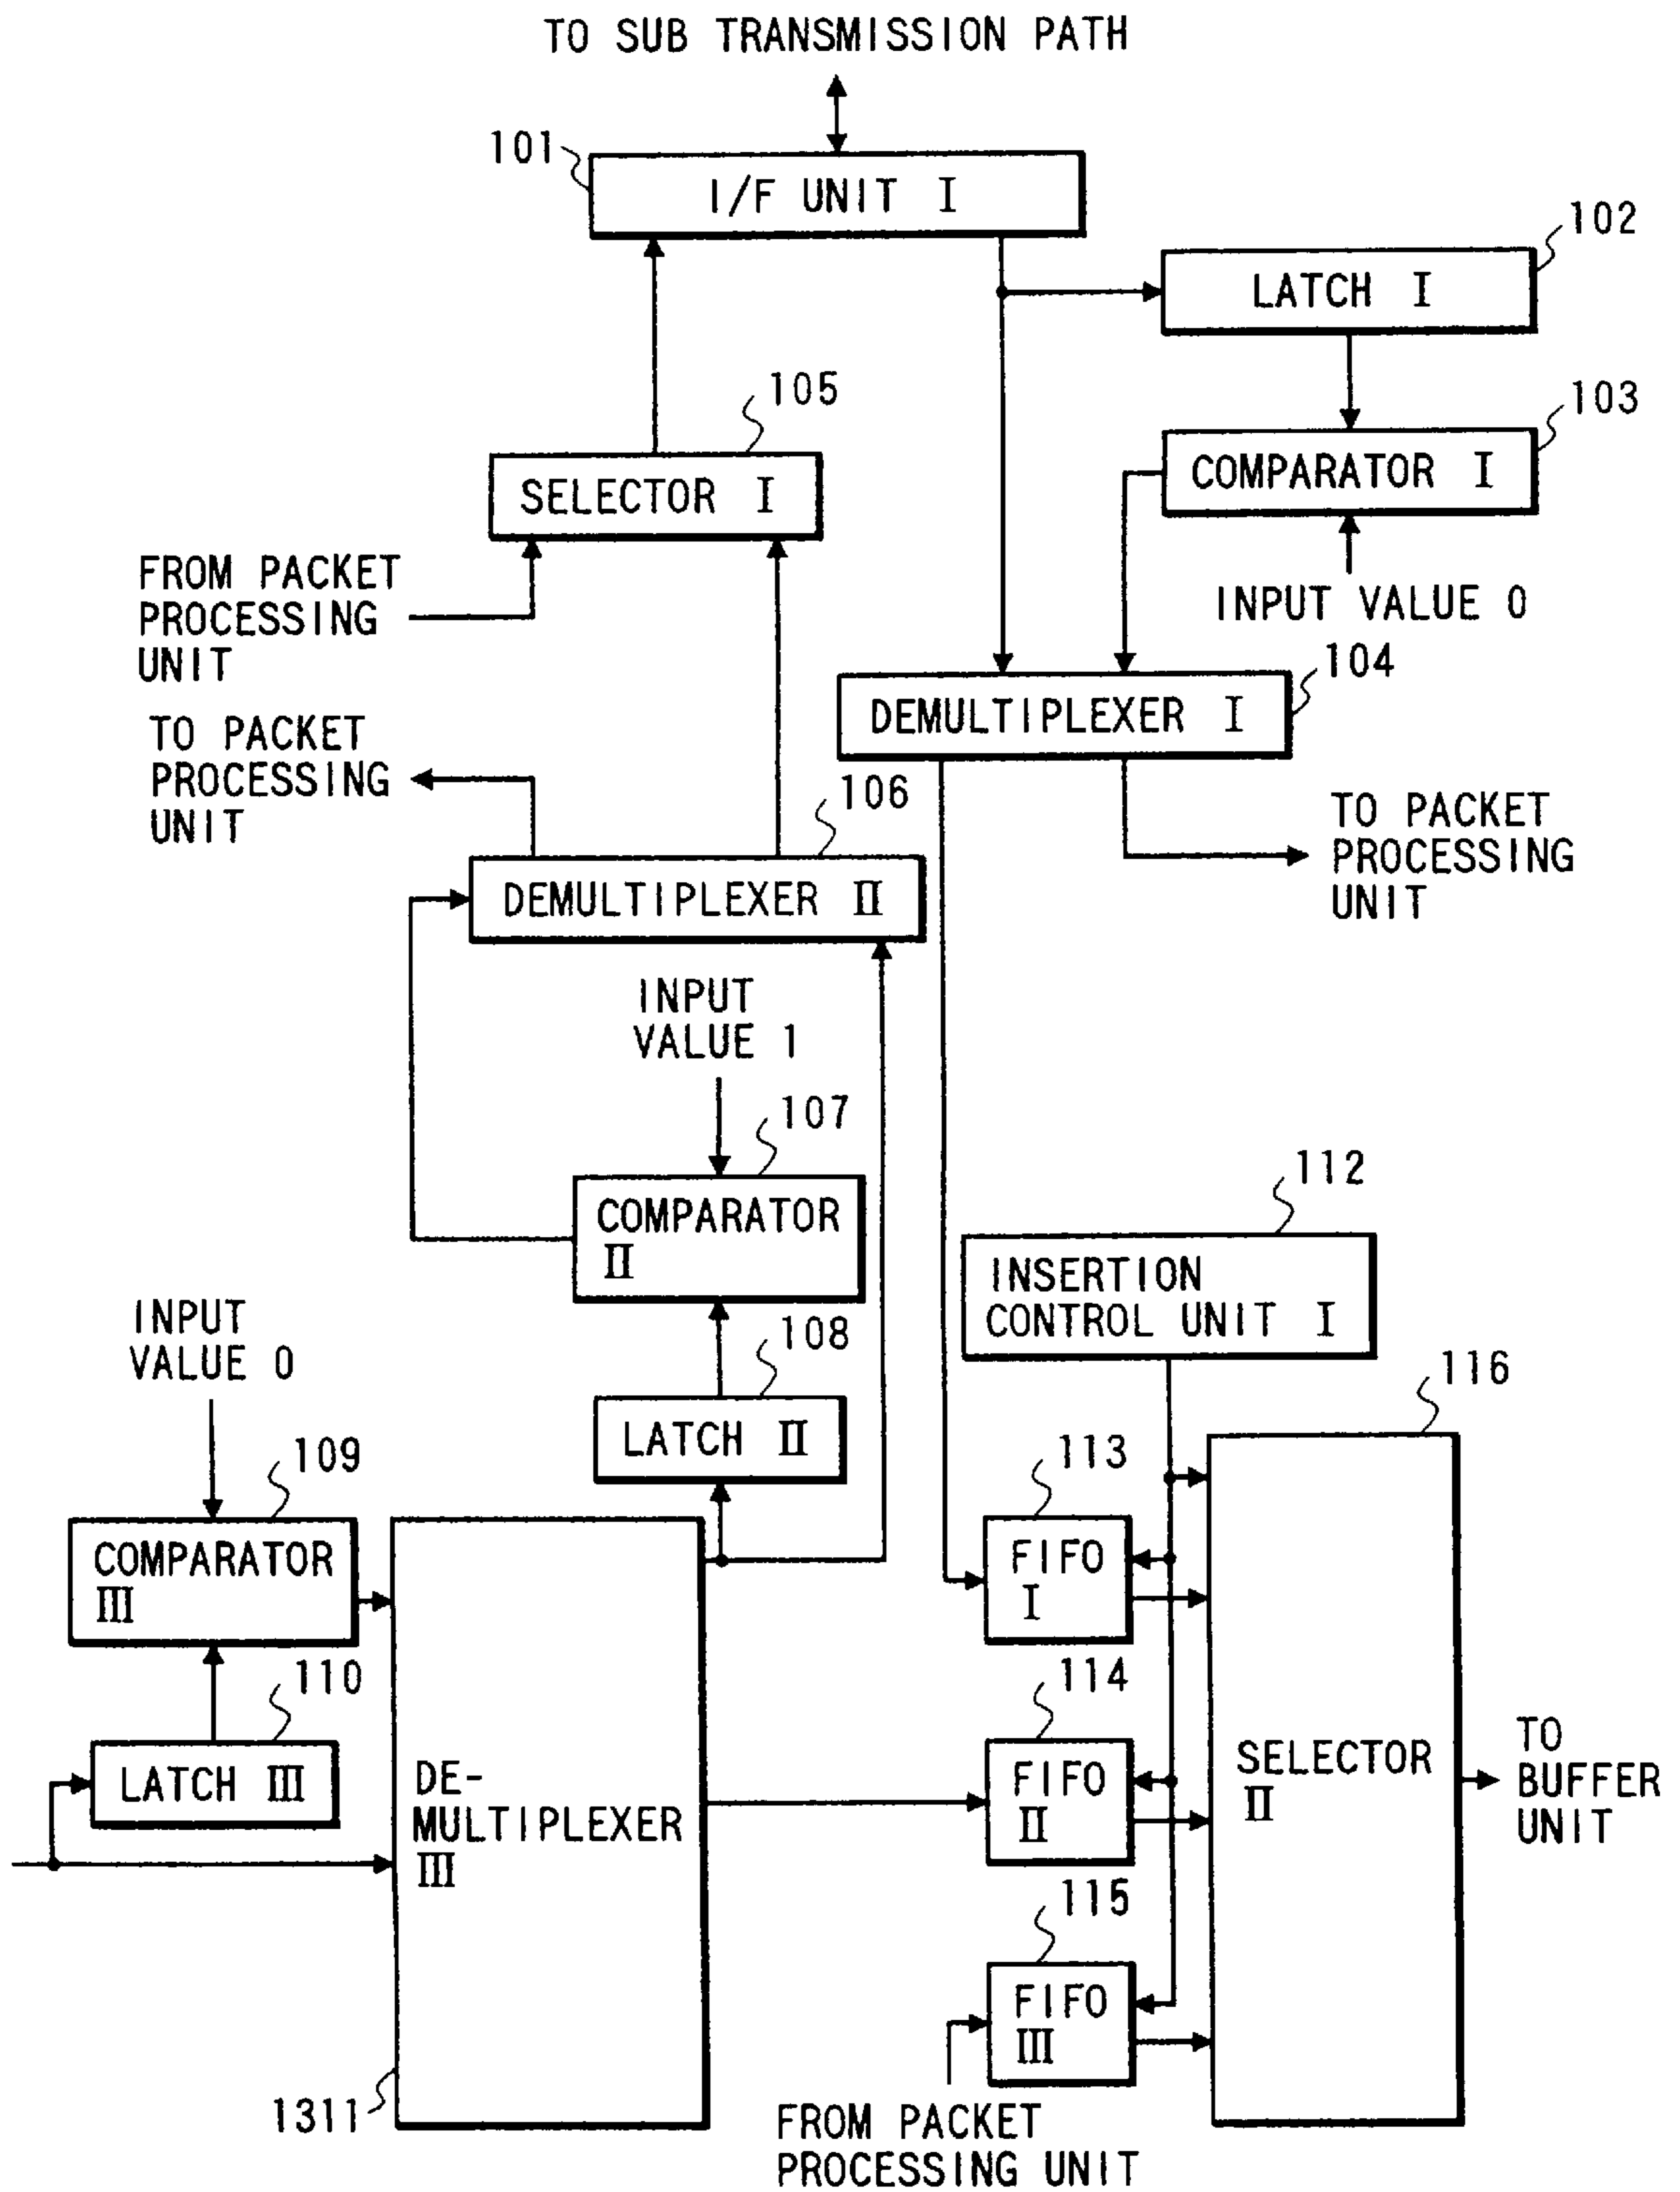 TO SUB TRANSMISSION PATH
101
I/F UNIT I
102
LATCH I
105
103
SELECTOR I
COMPARATOR I
FROM PACKET
PROCESSING
UNIT
INPUT VALUE 0
104
DEMULTIPLEXER I
TO PACKET
PROCESSING
UNIT
106
TO PACKET
PROCESSING
UNIT
DEMULTIPLEXER II
INPUT
VALUE 1
107
COMPARATOR
II
112
INSERTION
CONTROL UNIT I
INPUT
VALUE 0
108
LATCH II
116
109
COMPARATOR
III
113
FIFO
I
110
LATCH III
114
FIFO
II
DE-
MULTIPLEXER
III
SELECTOR
II
TO
BUFFER
UNIT
115
FIFO
III
1311
FROM PACKET
PROCESSING UNIT